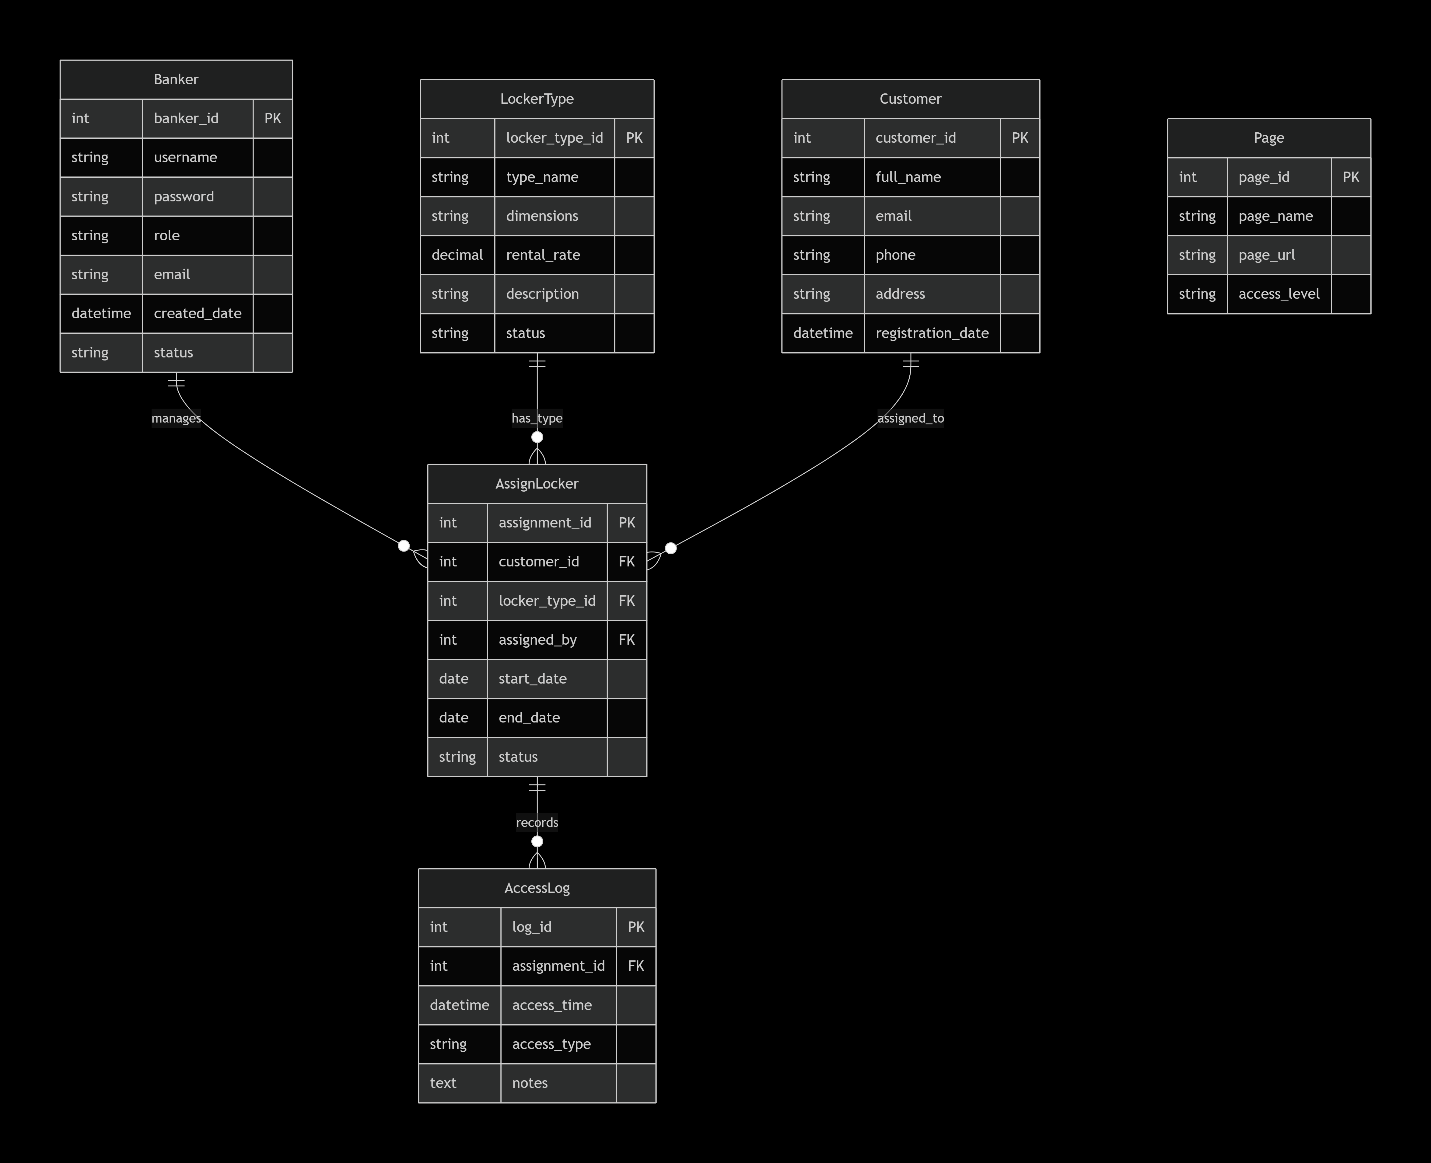 Banker
int banker_id PK
string username
string password
string role
string email
datetime created_date
string status
LockerType
int locker_type_id PK
string type_name
string dimensions
decimal rental_rate
string description
string status
Customer
int customer_id PK
string full_name
string email
string phone
string address
datetime registration_date
Page
int page_id PK
string page_name
string page_url
string access_level
manages
has_type
assigned_to
AssignLocker
int assignment_id PK
int customer_id FK
int locker_type_id FK
int assigned_by FK
date start_date
date end_date
string status
records
AccessLog
int log_id PK
int assignment_id FK
datetime access_time
string access_type
text notes